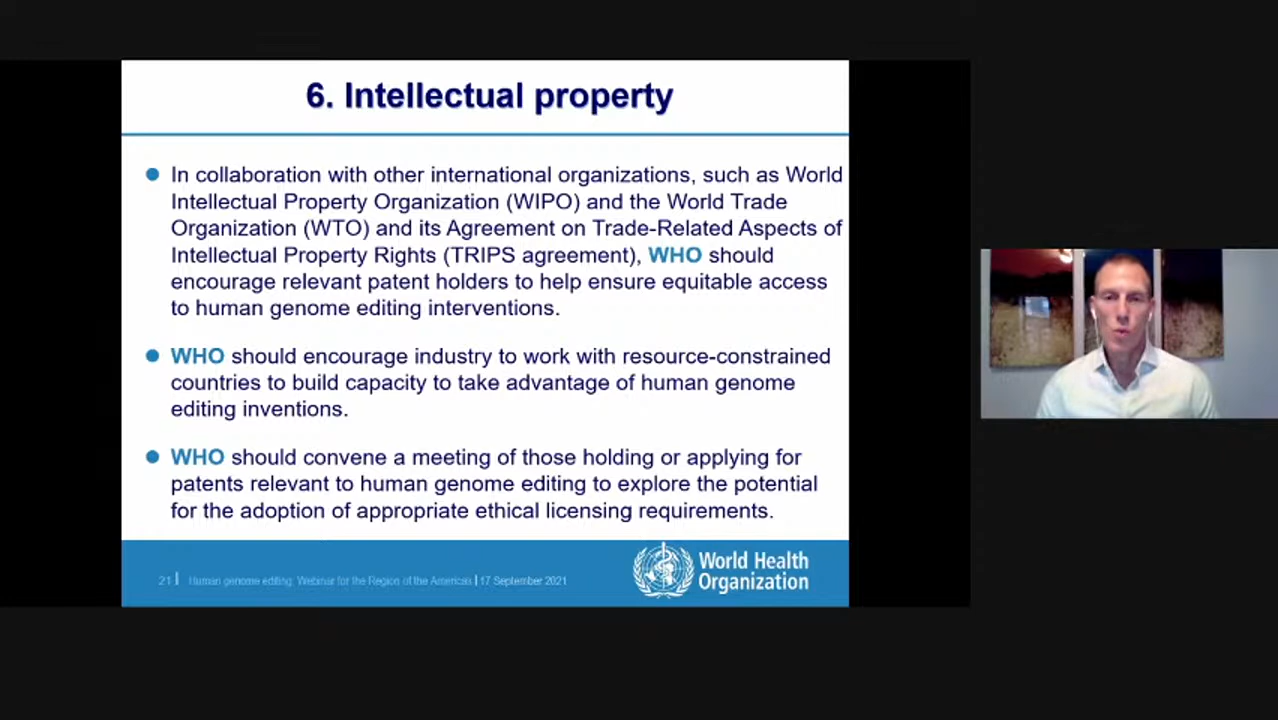 6. Intellectual property
In collaboration with other international organizations, such as World
Intellectual Property Organization (WIPO) and the World Trade
Organization (WTO) and its Agreement on Trade-Related Aspects of
Intellectual Property Rights (TRIPS agreement), WHO should
encourage relevant patent holders to help ensure equitable access
to human genome editing interventions.
WHO should encourage industry to work with resource-constrained
countries to build capacity to take advantage of human genome
editing inventions.
WHO should convene a meeting of those holding or applying for
patents relevant to human genome editing to explore the potential
for the adoption of appropriate ethical licensing requirements.
21 | Human genome editing: Webinar for the Region of the Americas | 17 September 2021
World Health
Organization